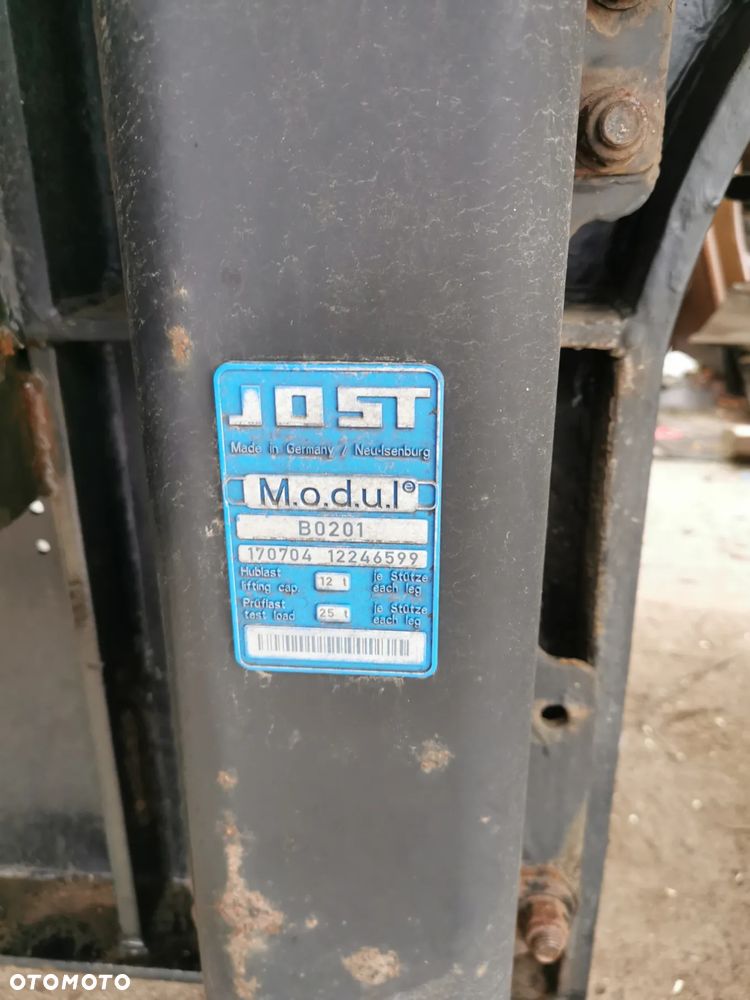 JOST
Made in Germany / Neu-Isenburg
M.o.d.u.l®
B0201
170704 12246599
Hublast 12 t je Stütze
lifting cap. each leg
Prüflast 25 t je Stütze
test load each leg
OTOMOTO